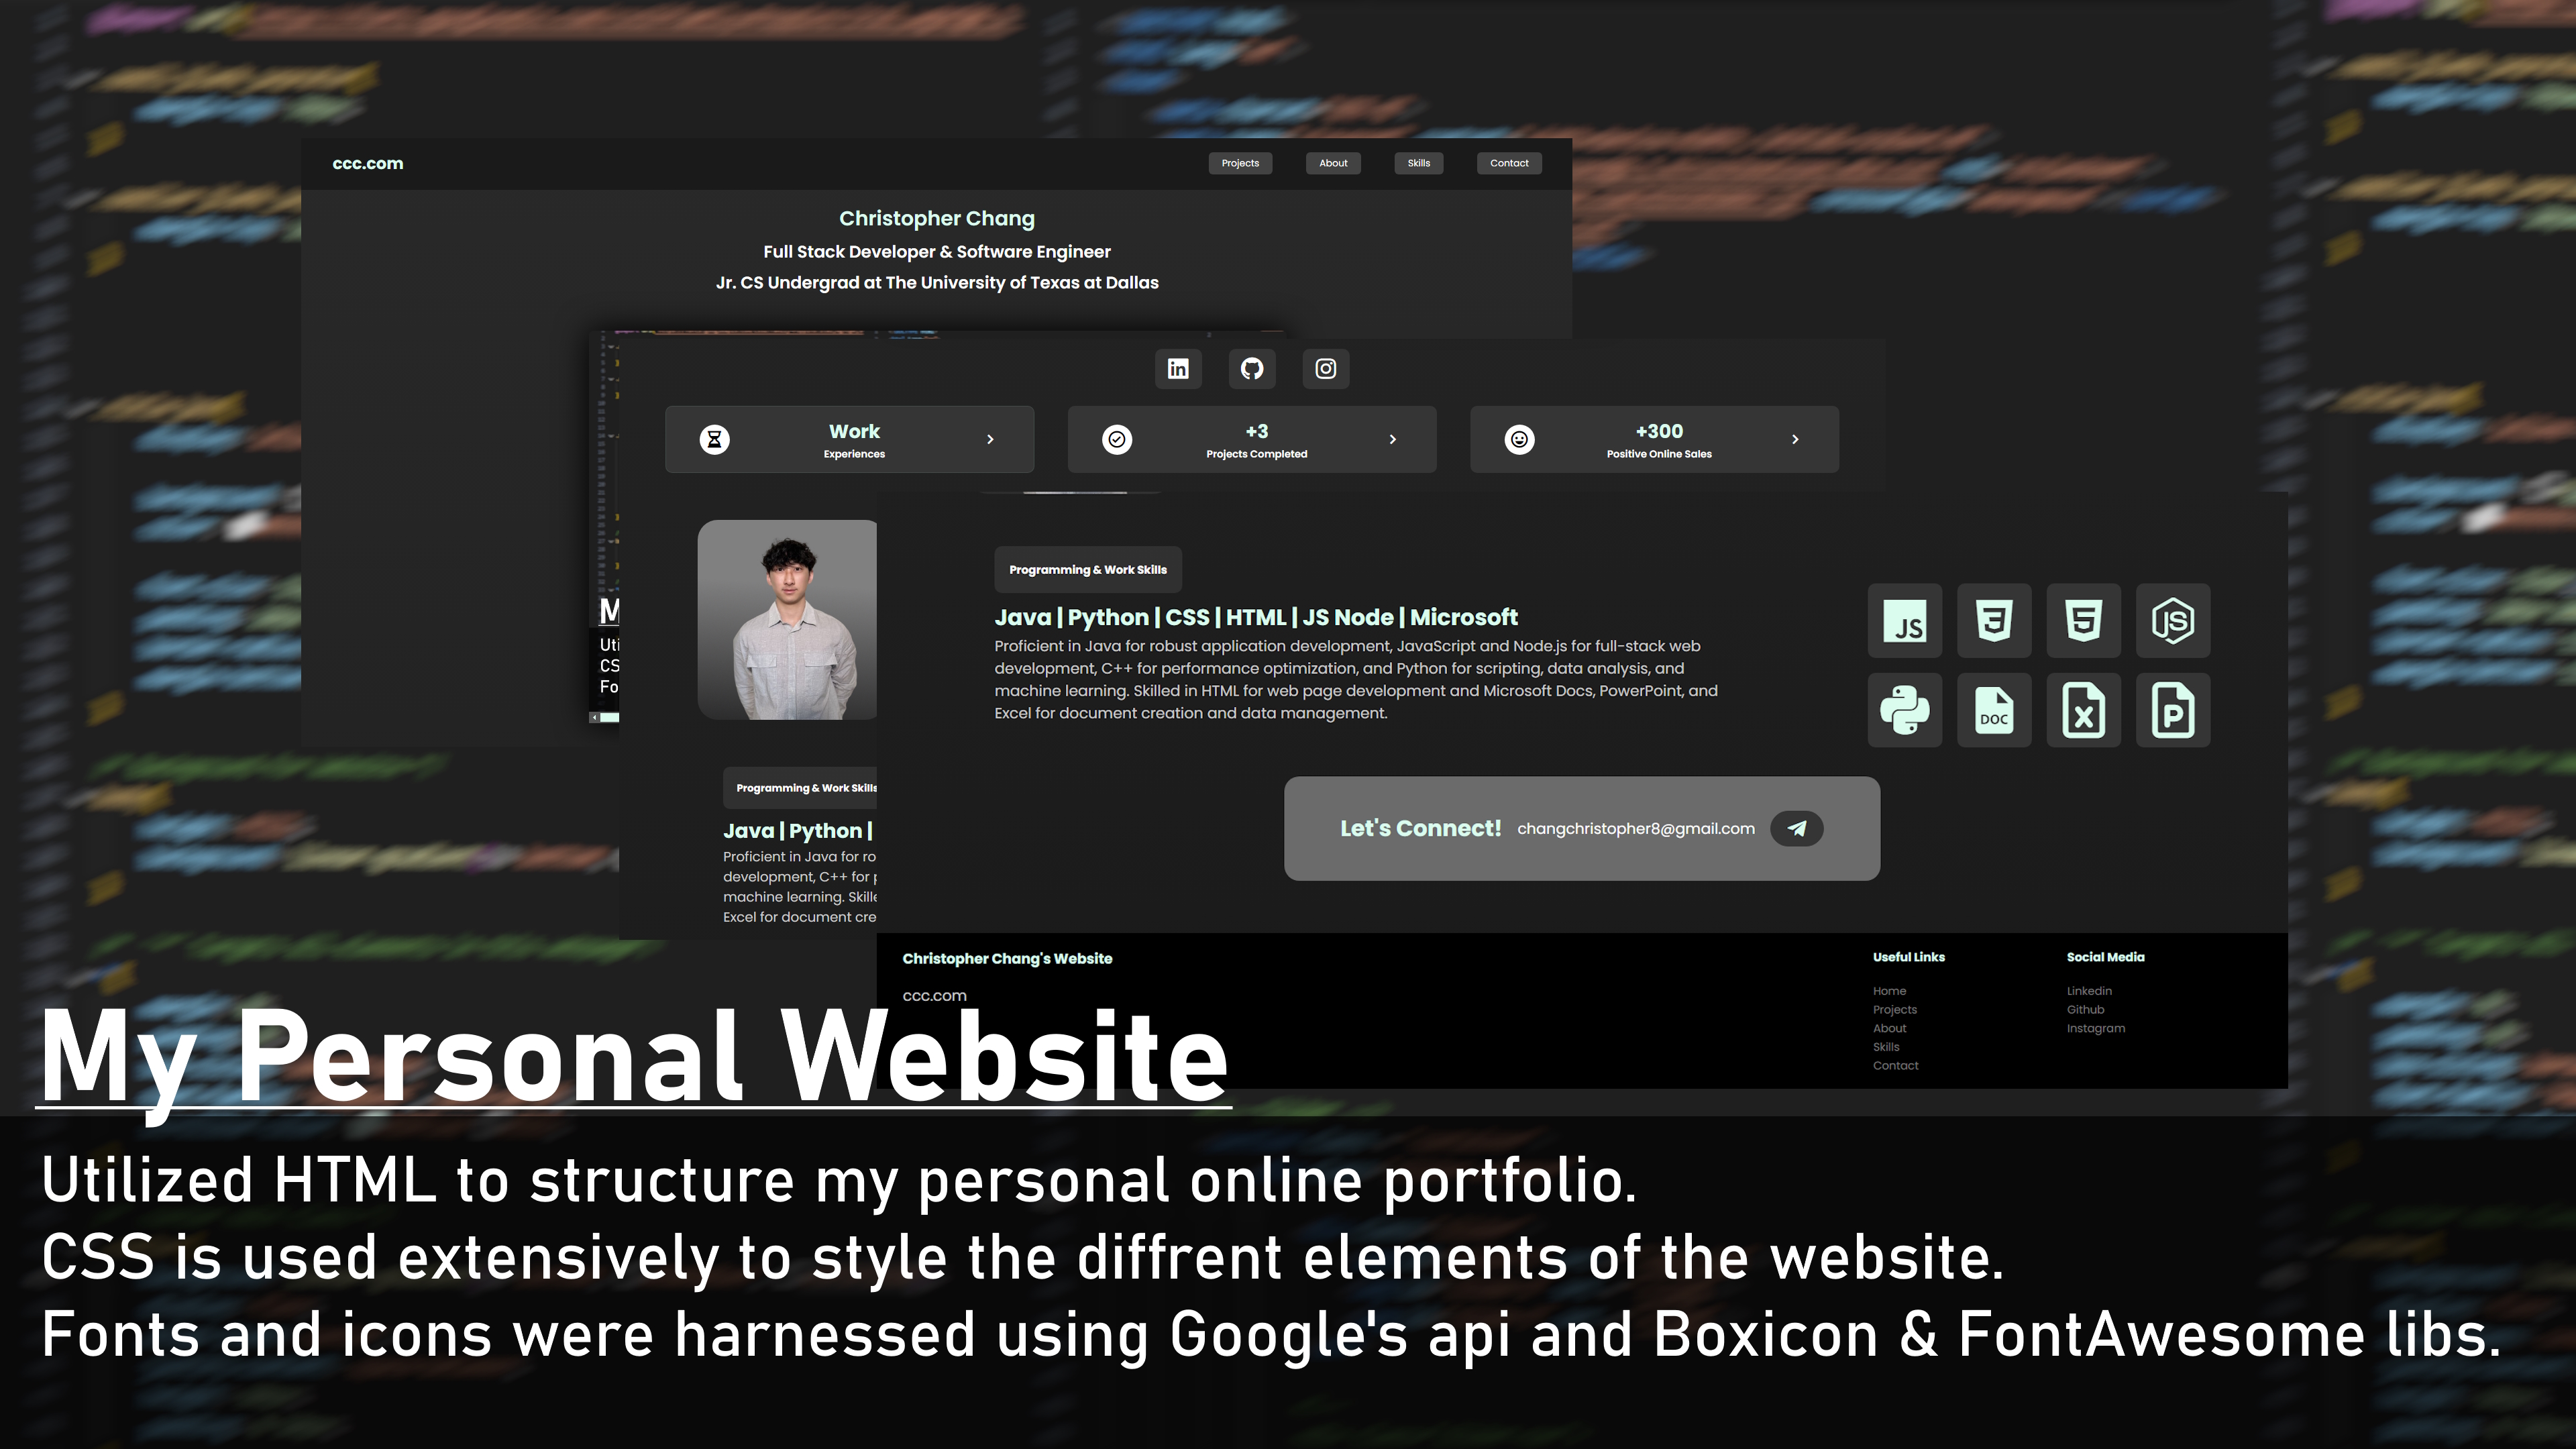 ccc.com
Projects About Skills Contact
Christopher Chang
Full Stack Developer & Software Engineer
Jr. CS Undergrad at The University of Texas at Dallas
in
Work
Experiences
+3
Projects Completed
+300
Positive Online Sales
M
Uti
CS
Fo
Programming & Work Skills
Java | Python |
Proficient in Java for ro
development, C++ for p
machine learning. Skille
Excel for document cre
Programming & Work Skills
Java | Python | CSS | HTML | JS Node | Microsoft
Proficient in Java for robust application development, JavaScript and Node.js for full-stack web
development, C++ for performance optimization, and Python for scripting, data analysis, and
machine learning. Skilled in HTML for web page development and Microsoft Docs, PowerPoint, and
Excel for document creation and data management.
JS 3 5 JS
DOC X P
Let's Connect! changchristopher8@gmail.com
Christopher Chang's Website
ccc.com
Useful Links
Home
Projects
About
Skills
Contact
Social Media
Linkedin
Github
Instagram
My Personal Website
Utilized HTML to structure my personal online portfolio.
CSS is used extensively to style the diffrent elements of the website.
Fonts and icons were harnessed using Google's api and Boxicon & FontAwesome libs.